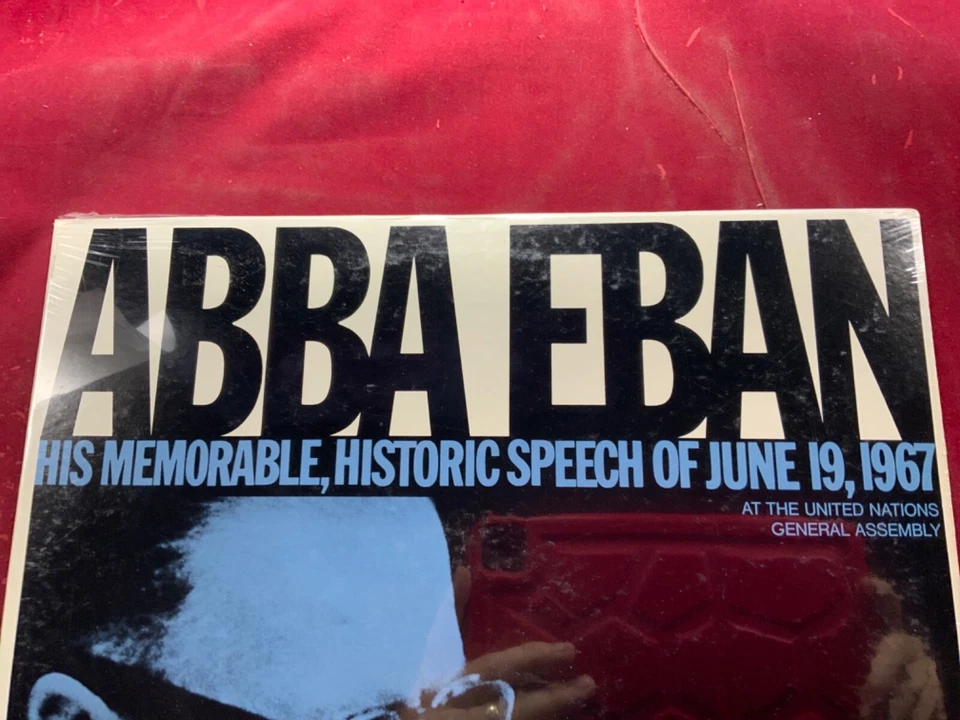 ABBA EBAN
HIS MEMORABLE, HISTORIC SPEECH OF JUNE 19, 1967
AT THE UNITED NATIONS
GENERAL ASSEMBLY